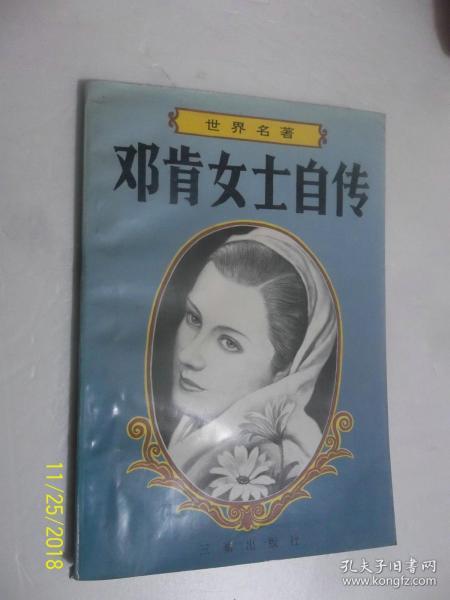 世界名著
邓肯女士自传
三秦出版社
11/25/2018
孔夫子旧书网
www.kongfz.com